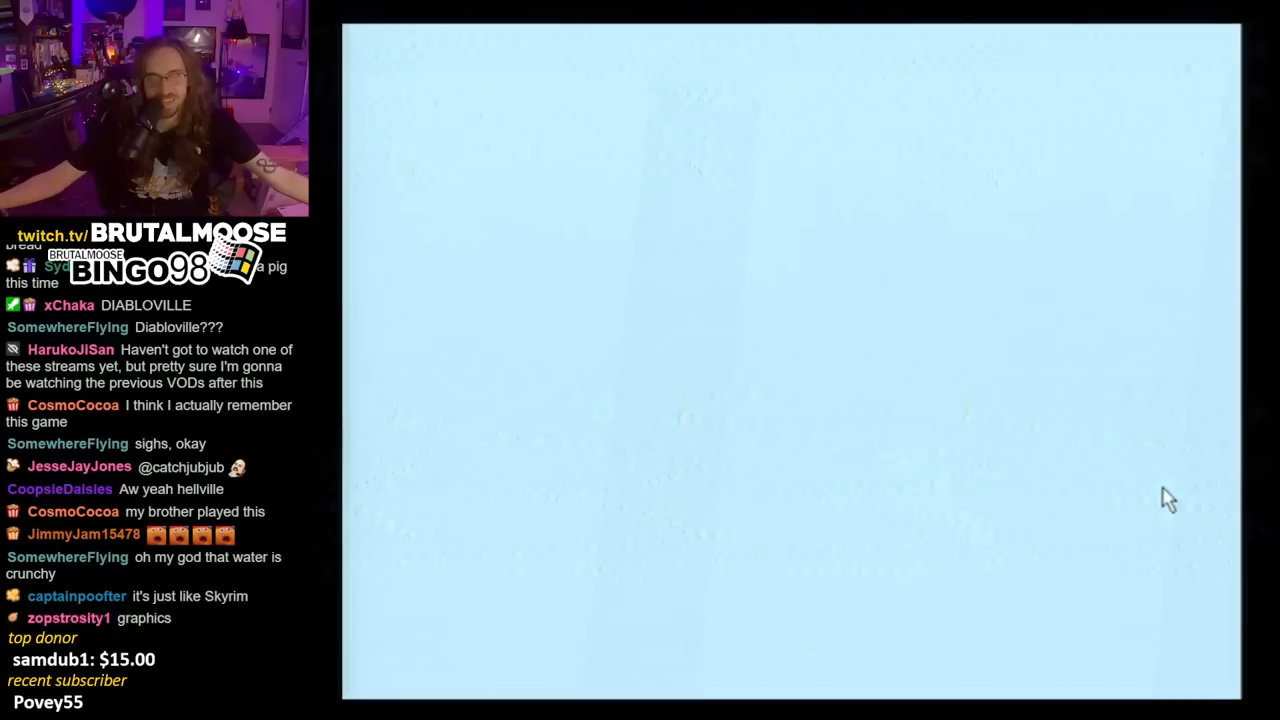 twitch.tv/BRUTALMOOSE
bread
BRUTALMOOSE
BINGO98
Syd a pig
this time
xChaka DIABLOVILLE
SomewhereFlying Diabloville???
HarukoJiSan Haven't got to watch one of
these streams yet, but pretty sure I'm gonna
be watching the previous VODs after this
CosmoCocoa I think I actually remember
this game
SomewhereFlying sighs, okay
JesseJayJones @catchjubjub
CoopsieDaisies Aw yeah hellville
CosmoCocoa my brother played this
JimmyJam15478
SomewhereFlying oh my god that water is
crunchy
captainpoofter it's just like Skyrim
zopstrosity1 graphics
top donor
samdub1: $15.00
recent subscriber
Povey55